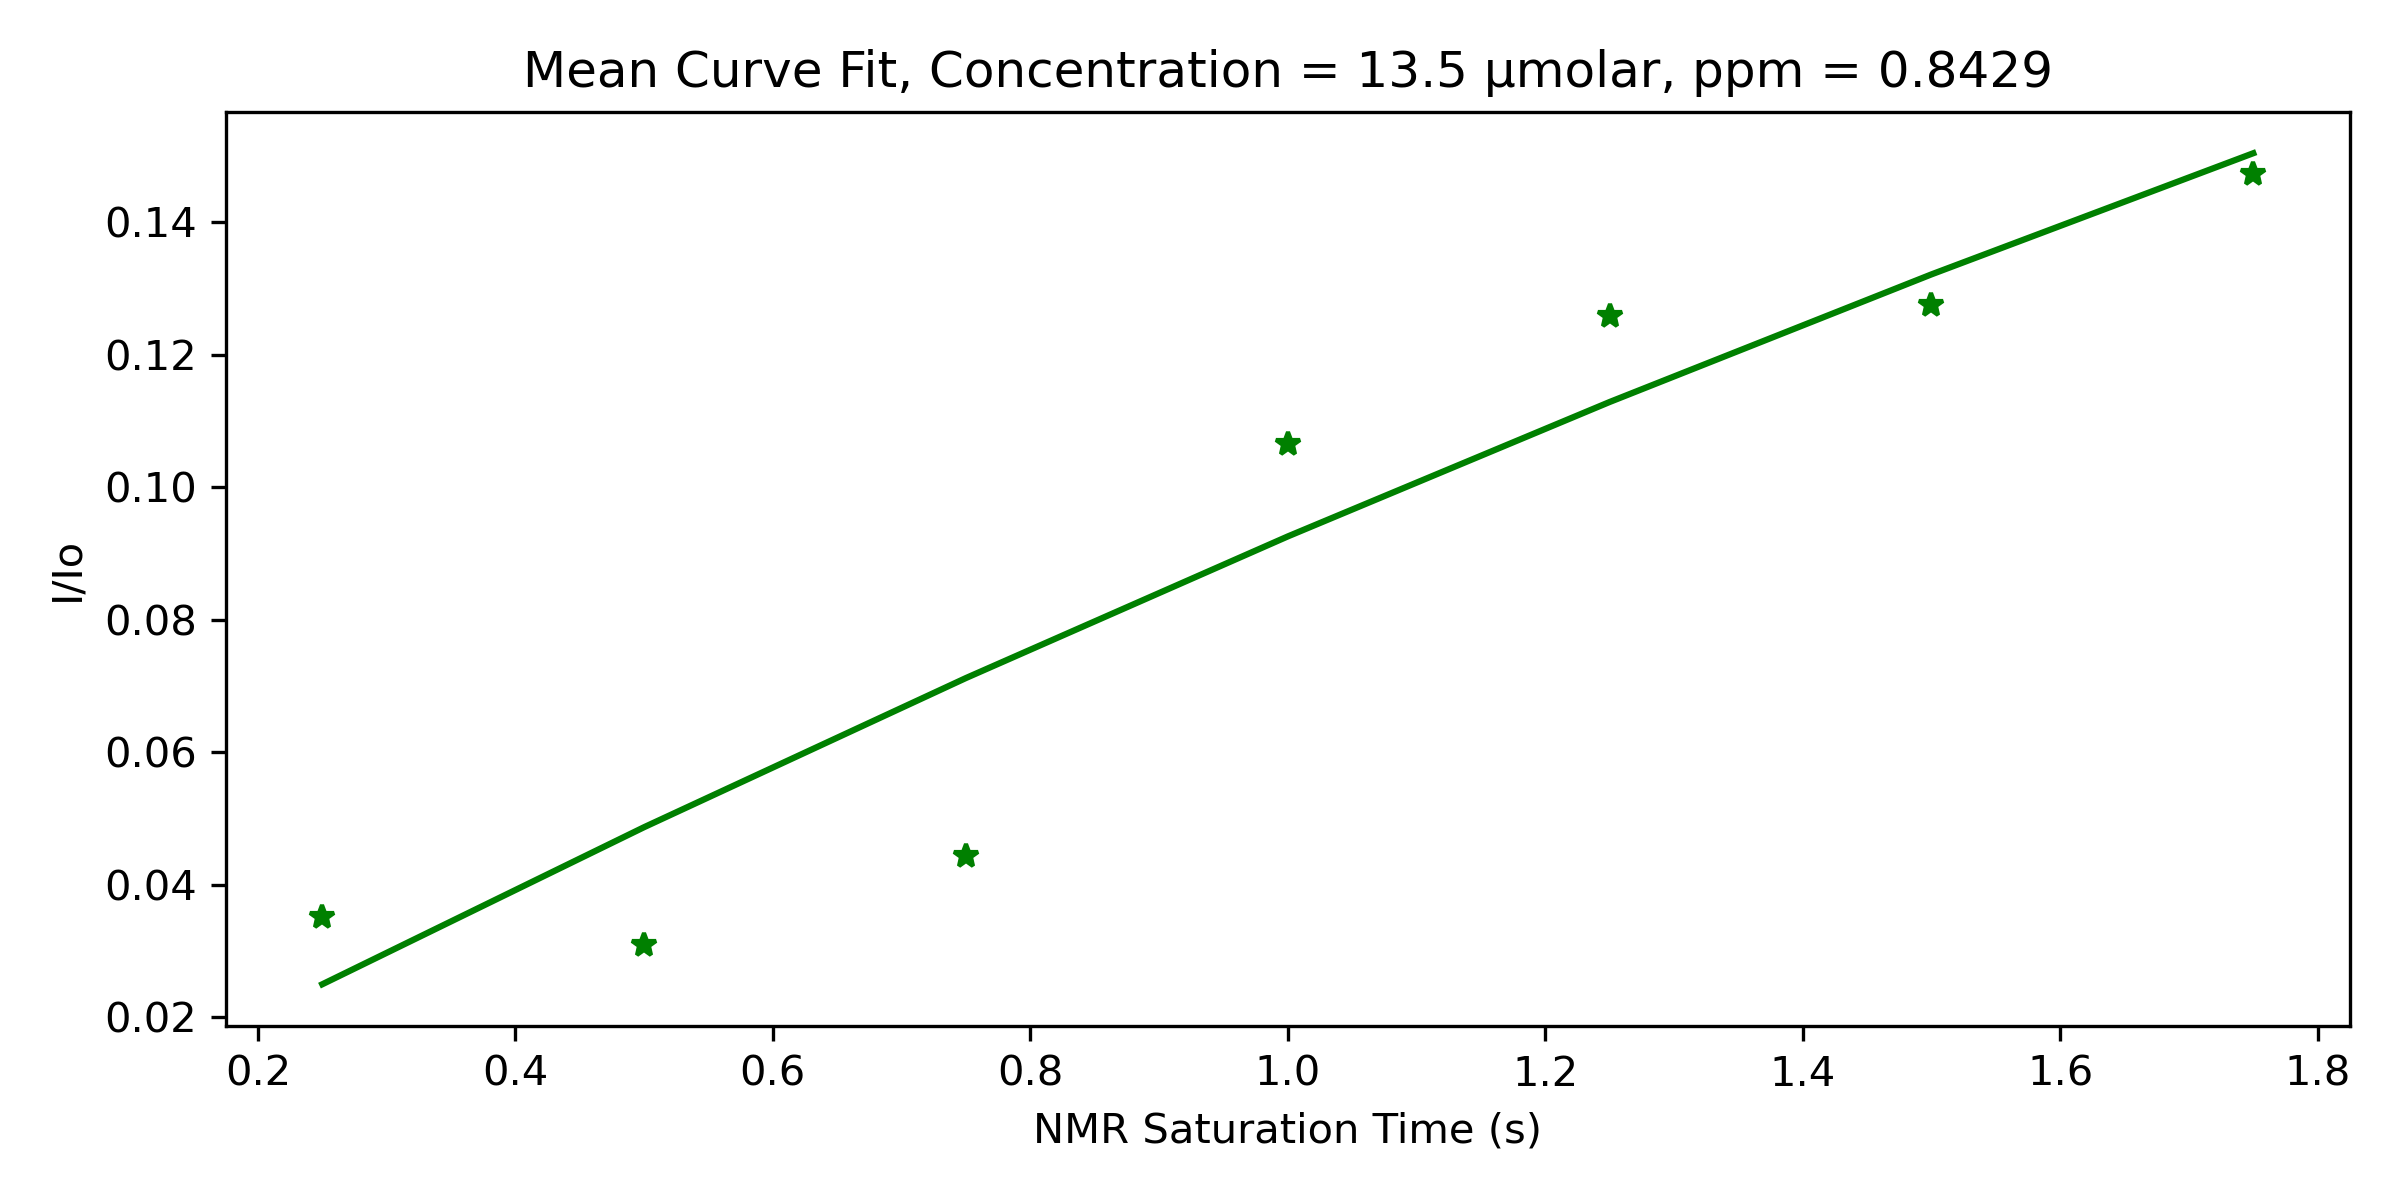 Mean Curve Fit, Concentration = 13.5 µmolar, ppm = 0.8429
0.14
0.12
0.10
0.08
0.06
0.04
0.02
I/Io
0.2 0.4 0.6 0.8 1.0 1.2 1.4 1.6 1.8
NMR Saturation Time (s)